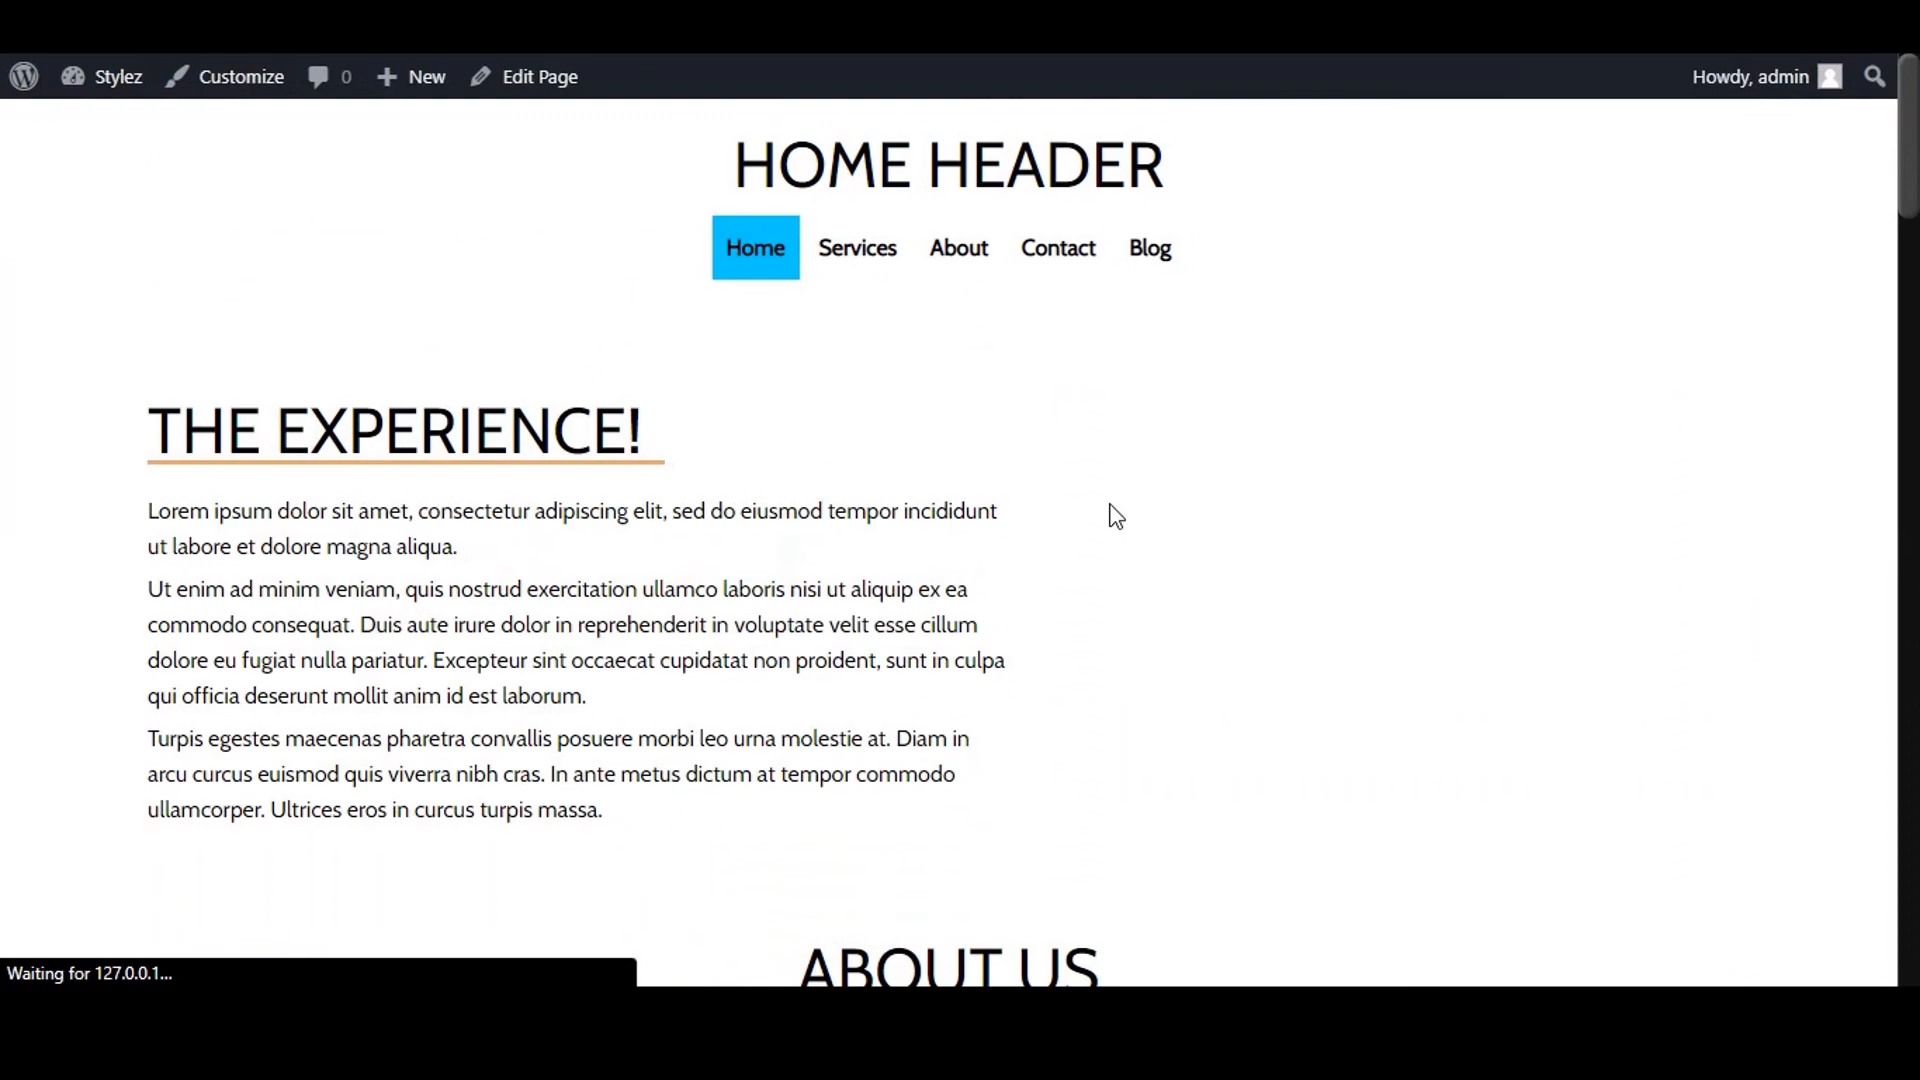 Stylez Customize 0 New Edit Page Howdy, admin
HOME HEADER
Home Services About Contact Blog
THE EXPERIENCE!
Lorem ipsum dolor sit amet, consectetur adipiscing elit, sed do eiusmod tempor incididunt
ut labore et dolore magna aliqua.
Ut enim ad minim veniam, quis nostrud exercitation ullamco laboris nisi ut aliquip ex ea
commodo consequat. Duis aute irure dolor in reprehenderit in voluptate velit esse cillum
dolore eu fugiat nulla pariatur. Excepteur sint occaecat cupidatat non proident, sunt in culpa
qui officia deserunt mollit anim id est laborum.
Turpis egestes maecenas pharetra convallis posuere morbi leo urna molestie at. Diam in
arcu curcus euismod quis viverra nibh cras. In ante metus dictum at tempor commodo
ullamcorper. Ultrices eros in curcus turpis massa.
ABOUT US
Waiting for 127.0.0.1...